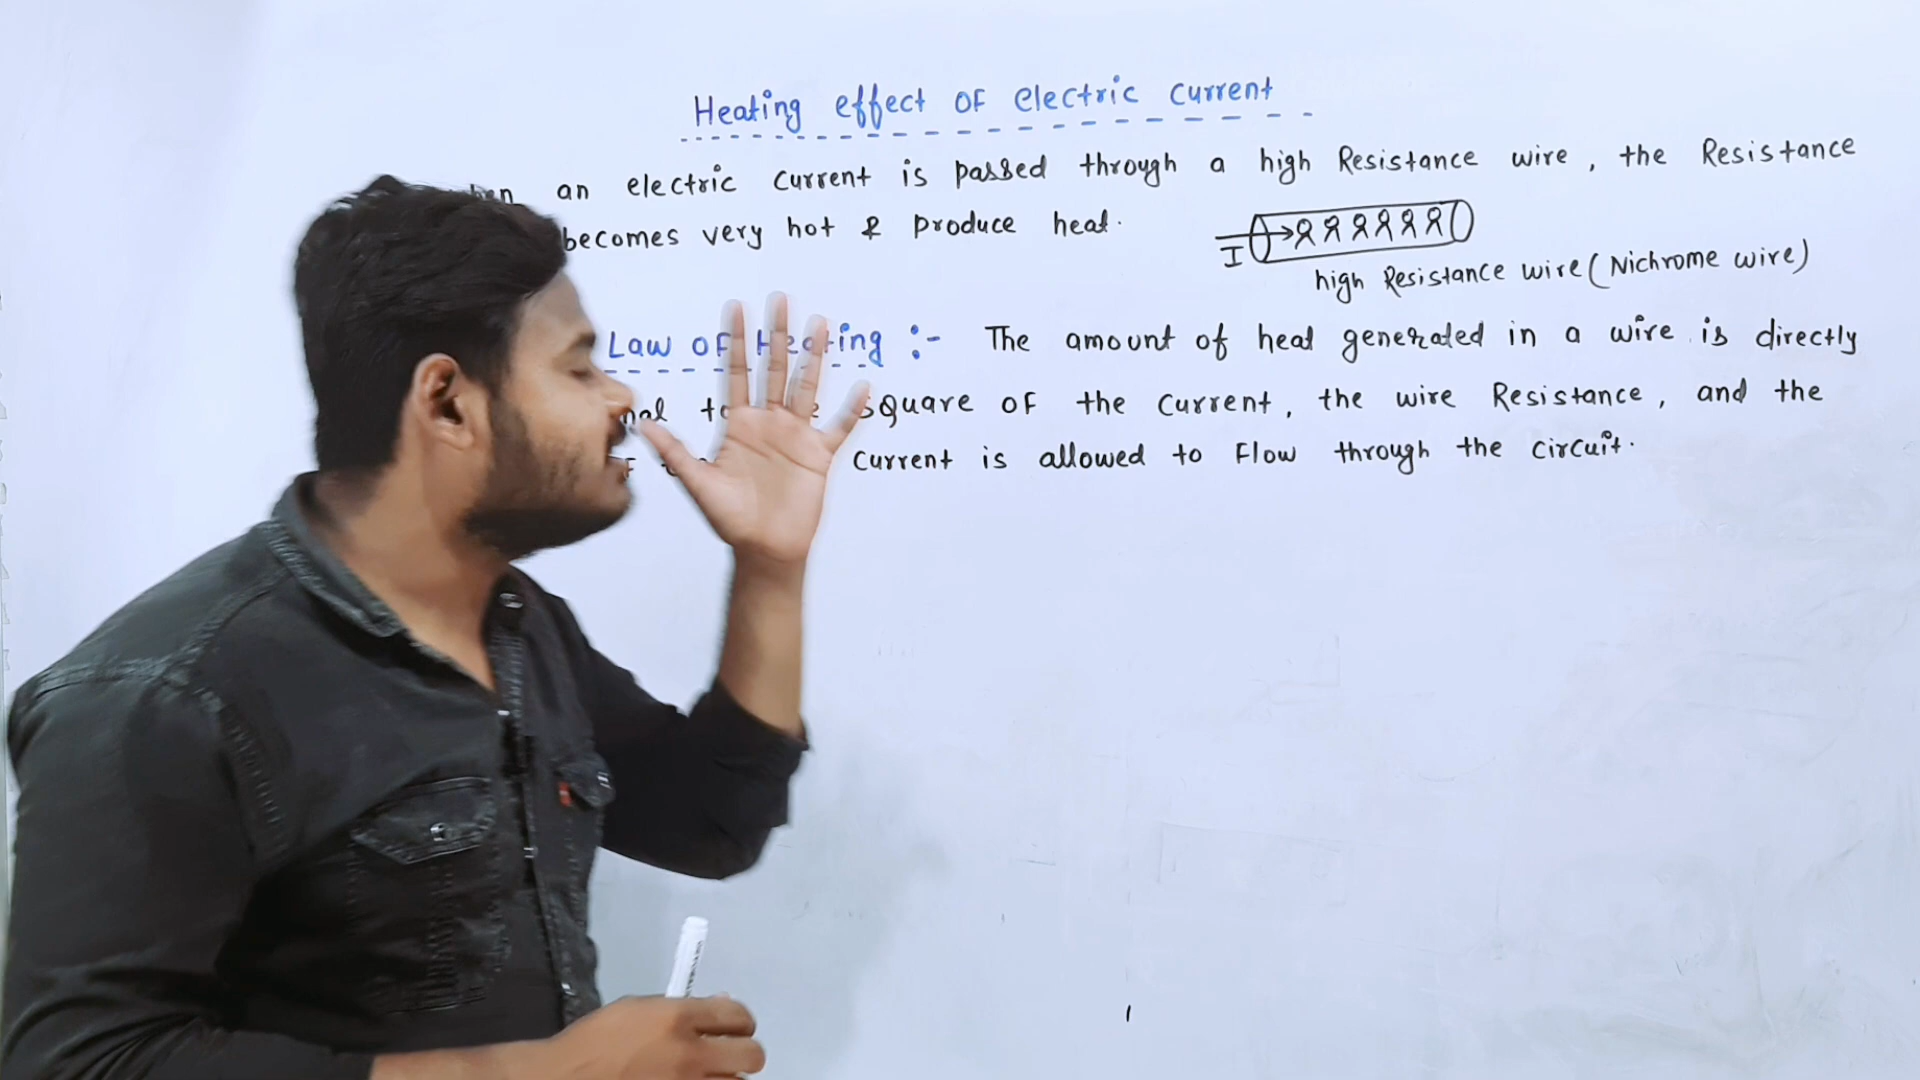 Heating effect OF electric current
an electric current is passed through a high Resistance wire, the Resistance
becomes very hot & produce heat.
I
high Resistance wire (Nichrome wire)
Law OF Heating :- The amount of heat generated in a wire is directly
square OF the current, the wire Resistance, and the
current is allowed to Flow through the circuit.